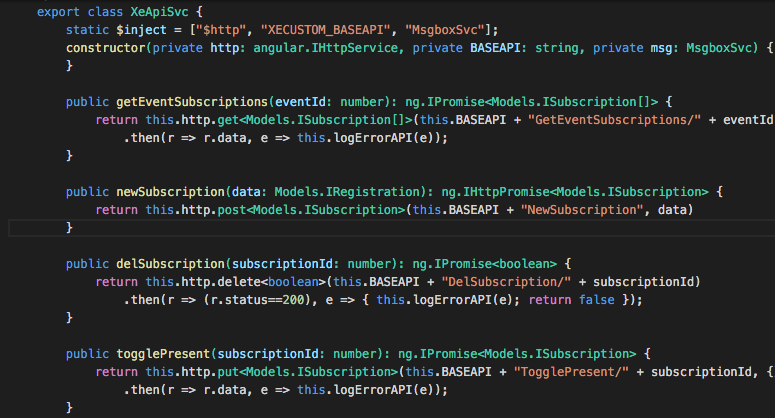 export class XeApiSvc {
static $inject = ["$http", "XECUSTOM_BASEAPI", "MsgboxSvc"];
constructor(private http: angular.IHttpService, private BASEAPI: string, private msg: MsgboxSvc) {
}
public getEventSubscriptions(eventId: number): ng.IPromise<Models.ISubscription[]> {
return this.http.get<Models.ISubscription[]>(this.BASEAPI + "GetEventSubscriptions/" + eventId
.then(r => r.data, e => this.logErrorAPI(e));
}
public newSubscription(data: Models.IRegistration): ng.IHttpPromise<Models.ISubscription> {
return this.http.post<Models.ISubscription>(this.BASEAPI + "NewSubscription", data)
}
public delSubscription(subscriptionId: number): ng.IPromise<boolean> {
return this.http.delete<boolean>(this.BASEAPI + "DelSubscription/" + subscriptionId)
.then(r => (r.status==200), e => { this.logErrorAPI(e); return false });
}
public togglePresent(subscriptionId: number): ng.IPromise<Models.ISubscription> {
return this.http.put<Models.ISubscription>(this.BASEAPI + "TogglePresent/" + subscriptionId, {
.then(r => r.data, e => this.logErrorAPI(e));
}